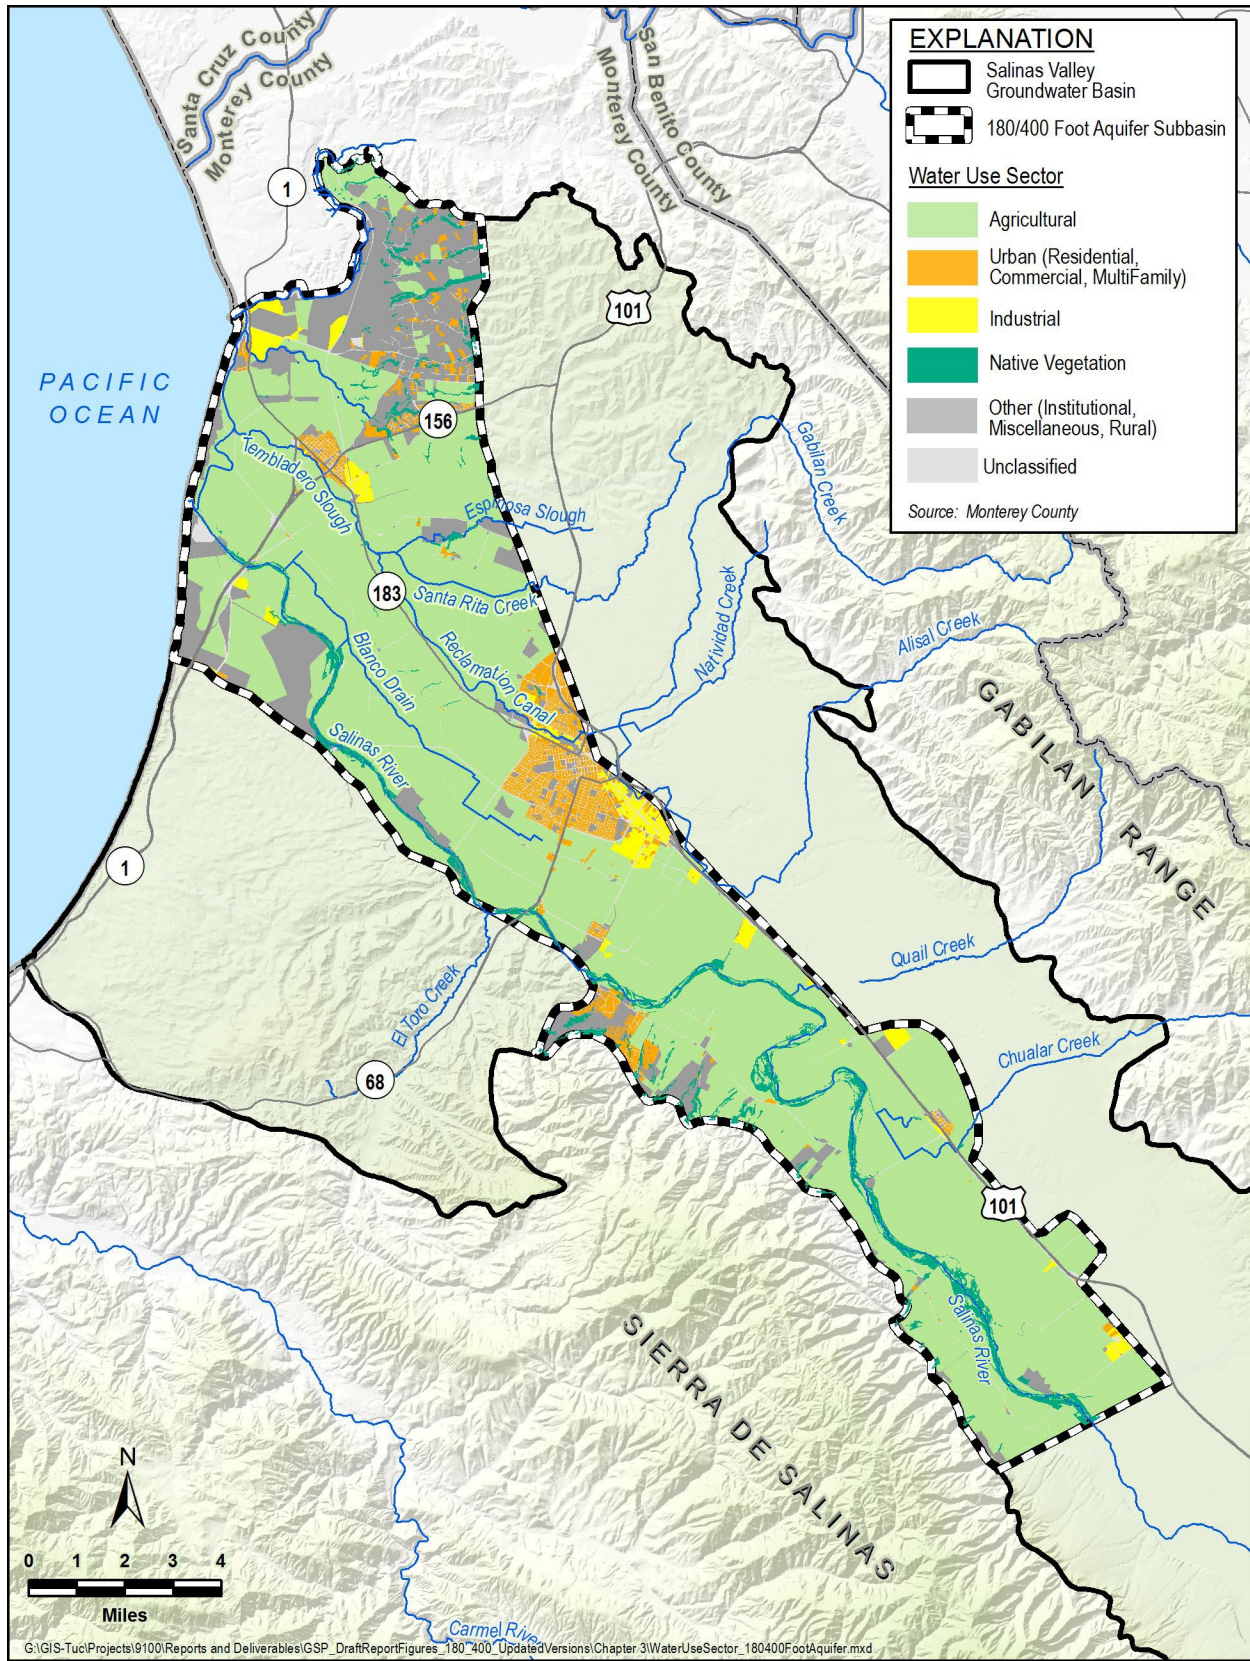 Santa Cruz County
Monterey County
San Benito County
Monterey County
EXPLANATION
Salinas Valley
Groundwater Basin
180/400 Foot Aquifer Subbasin
Water Use Sector
Agricultural
Urban (Residential,
Commercial, MultiFamily)
Industrial
Native Vegetation
Other (Institutional,
Miscellaneous, Rural)
Unclassified
Source: Monterey County
1
101
PACIFIC
OCEAN
156
Gabilan Creek
Tembladero Slough
Espinosa Slough
183
Santa Rita Creek
Natividad Creek
Alisal Creek
Blanco Drain
Reclamation Canal
GABILAN
RANGE
Salinas River
1
Quail Creek
El Toro Creek
Chualar Creek
68
101
Salinas River
SIERRA DE SALINAS
N
0 1 2 3 4
Miles
Carmel River
G:\GIS-Tuc\Projects\9100\Reports and Deliverables\GSP_DraftReportFigures_180_400_UpdatedVersions\Chapter 3\WaterUseSector_180400FootAquifer.mxd